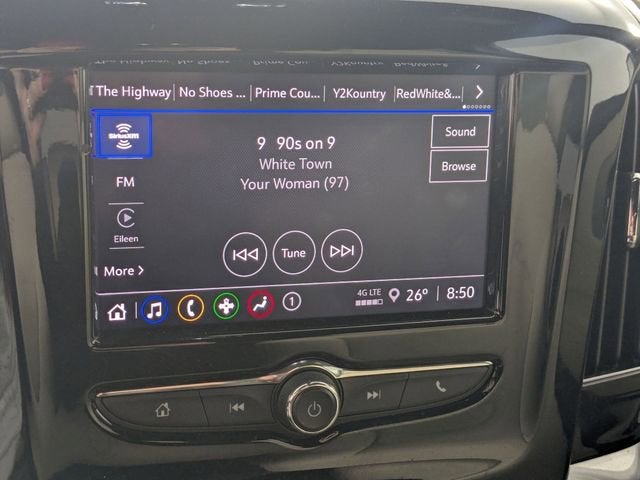 The Highway No Shoes ... Prime Cou... Y2Kountry RedWhite&...
SiriusXM
9 90s on 9
Sound
White Town
Browse
FM
Your Woman (97)
Eileen
Tune
More
4G LTE
1
26° 8:50